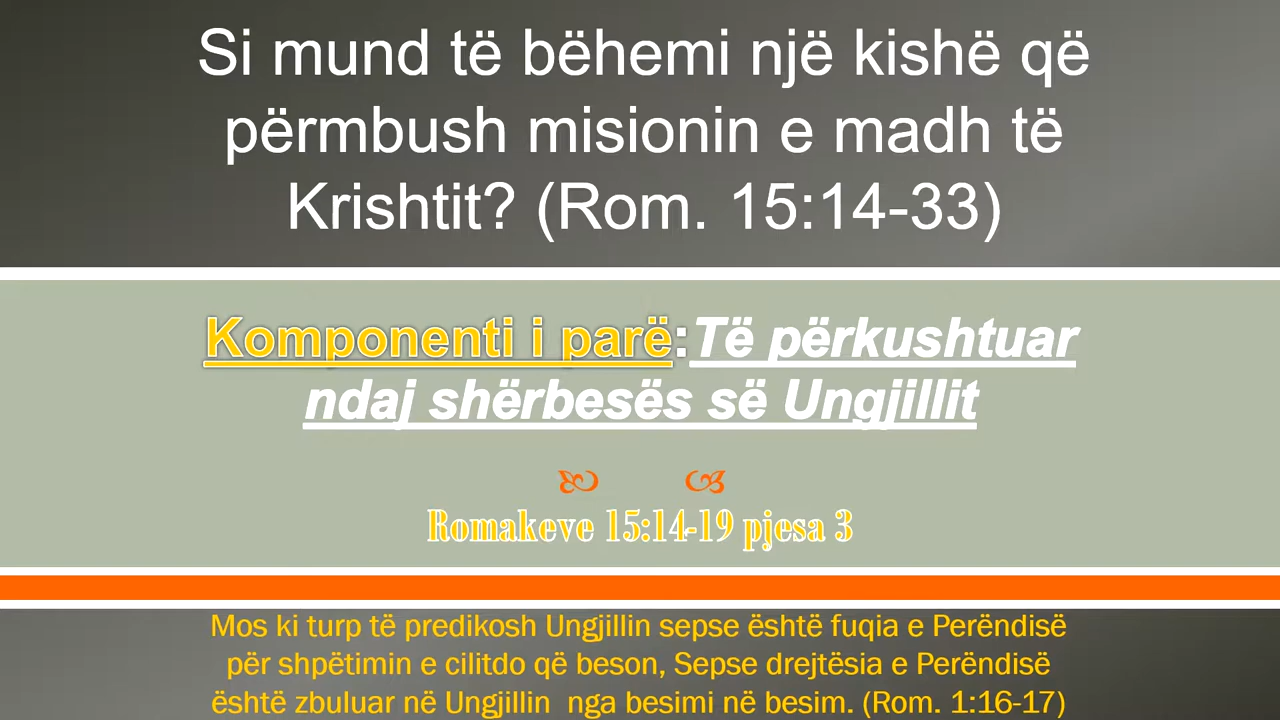 Si mund të bëhemi një kishë që
përmbush misionin e madh të
Krishtit? (Rom. 15:14-33)
Komponenti i parë:Të përkushtuar
ndaj shërbesës së Ungjillit
Romakeve 15:14-19 pjesa 3
Mos ki turp të predikosh Ungjillin sepse është fuqia e Perëndisë
për shpëtimin e cilitdo që beson, Sepse drejtësia e Perëndisë
është zbuluar në Ungjillin  nga besimi në besim. (Rom. 1:16-17)